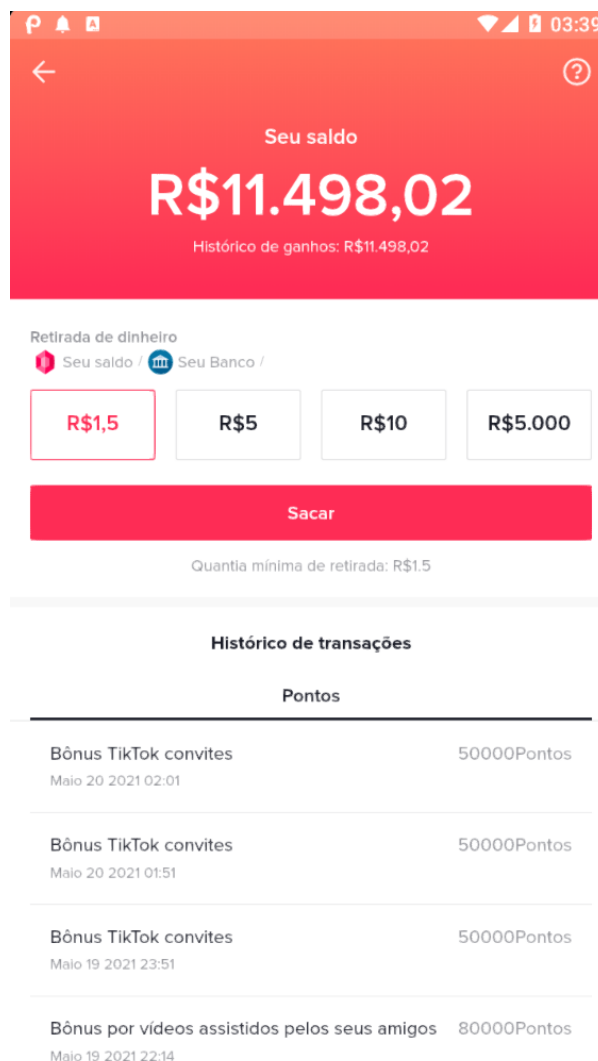 03:39
Seu saldo
R$11.498,02
Histórico de ganhos: R$11.498,02
Retirada de dinheiro
Seu saldo / Seu Banco /
R$1,5 R$5 R$10 R$5.000
Sacar
Quantia mínima de retirada: R$1.5
Histórico de transações
Pontos
Bônus TikTok convites 50000Pontos
Maio 20 2021 02:01
Bônus TikTok convites 50000Pontos
Maio 20 2021 01:51
Bônus TikTok convites 50000Pontos
Maio 19 2021 23:51
Bônus por vídeos assistidos pelos seus amigos 80000Pontos
Maio 19 2021 22:14